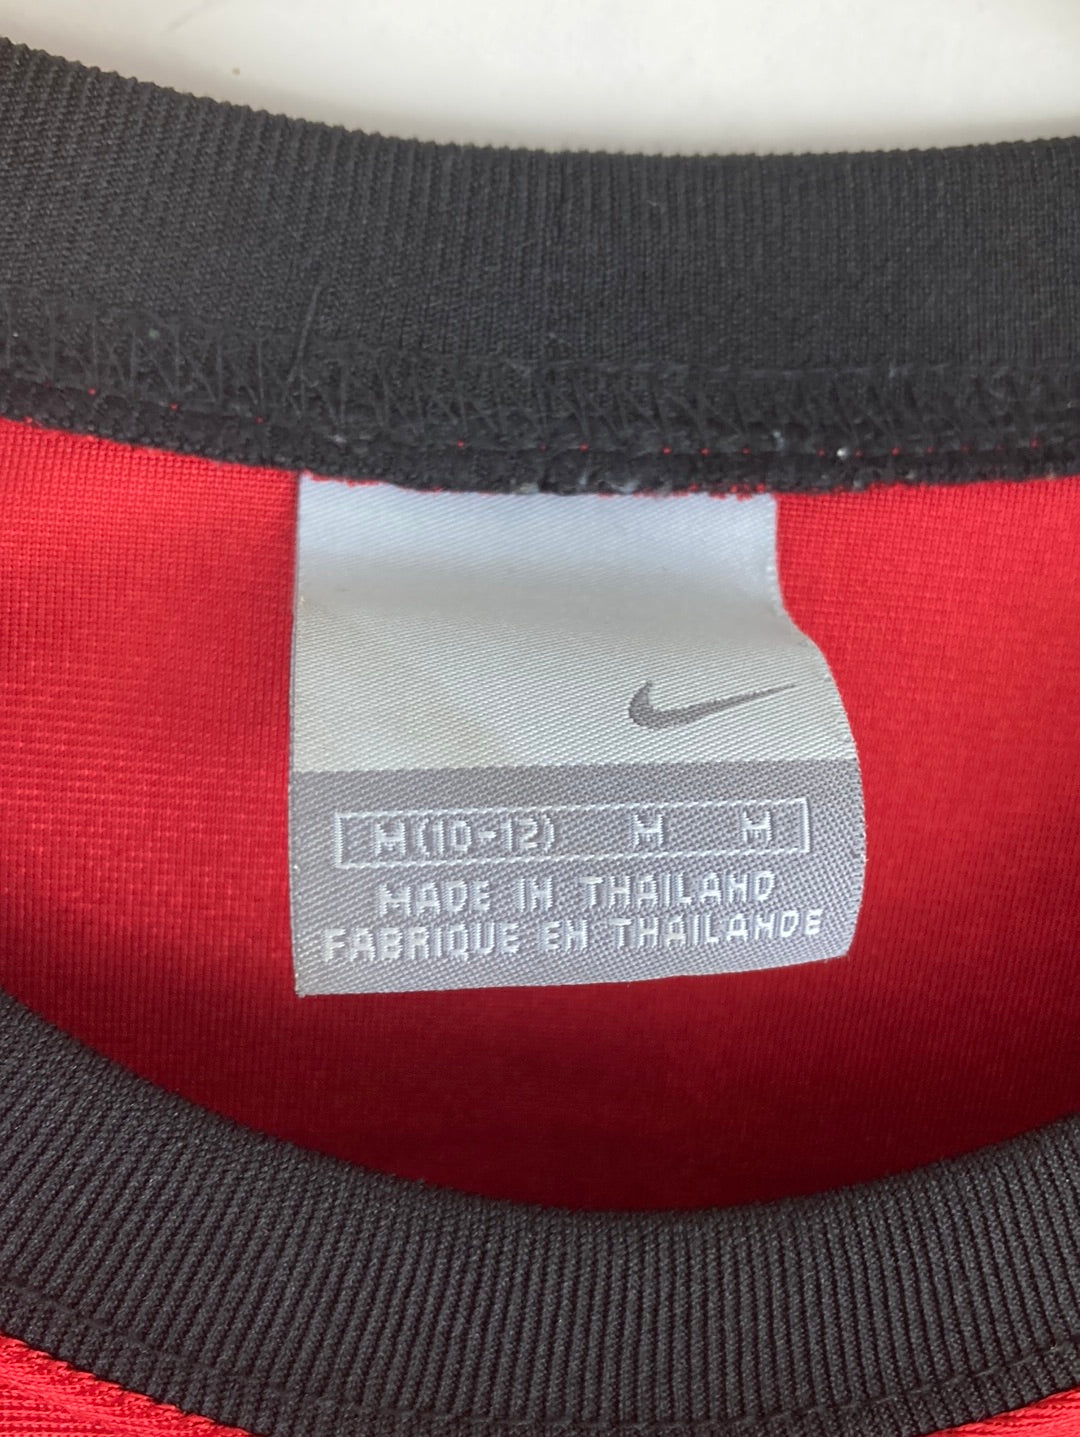 M(10-12) M M
MADE IN THAILAND
FABRIQUE EN THAILANDE